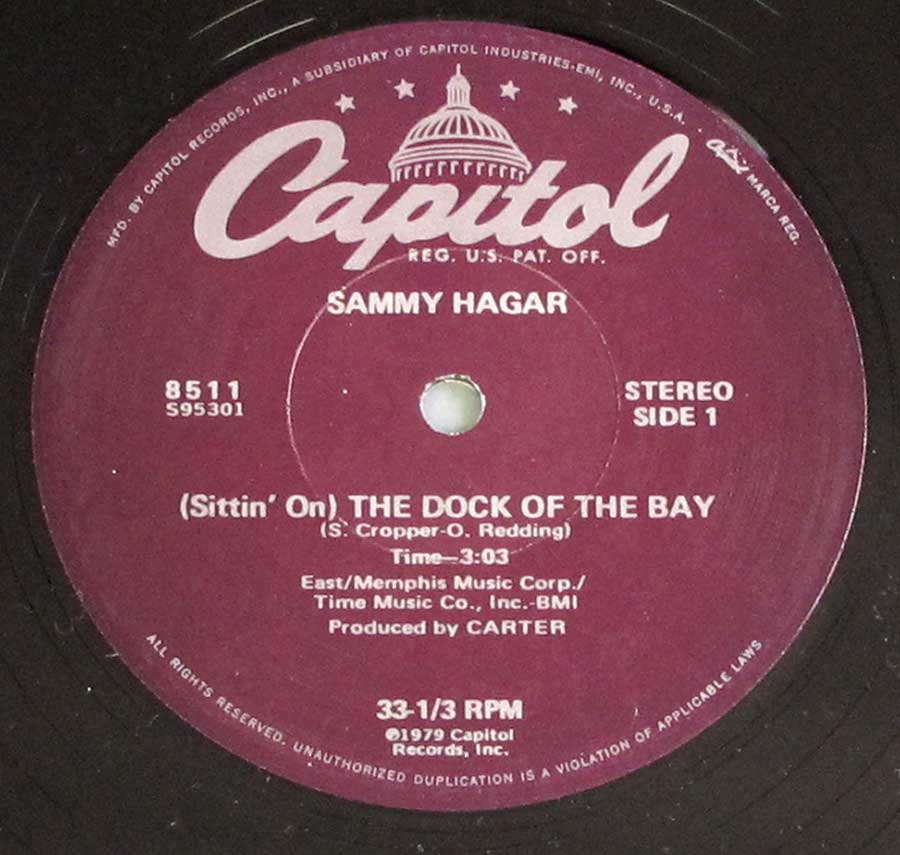 MFD. BY CAPITOL RECORDS, INC., A SUBSIDIARY OF CAPITOL INDUSTRIES-EMI, INC., U.S.A. . Capitol MARCA REG.
Capitol
REG. U.S. PAT. OFF.
SAMMY HAGAR
8511
S95301
STEREO
SIDE 1
(Sittin' On) THE DOCK OF THE BAY
(S. Cropper-O. Redding)
Time—3:03
East/Memphis Music Corp./
Time Music Co., Inc.-BMI
Produced by CARTER
33-1/3 RPM
℗1979 Capitol
Records, Inc.
ALL RIGHTS RESERVED. UNAUTHORIZED DUPLICATION IS A VIOLATION OF APPLICABLE LAWS